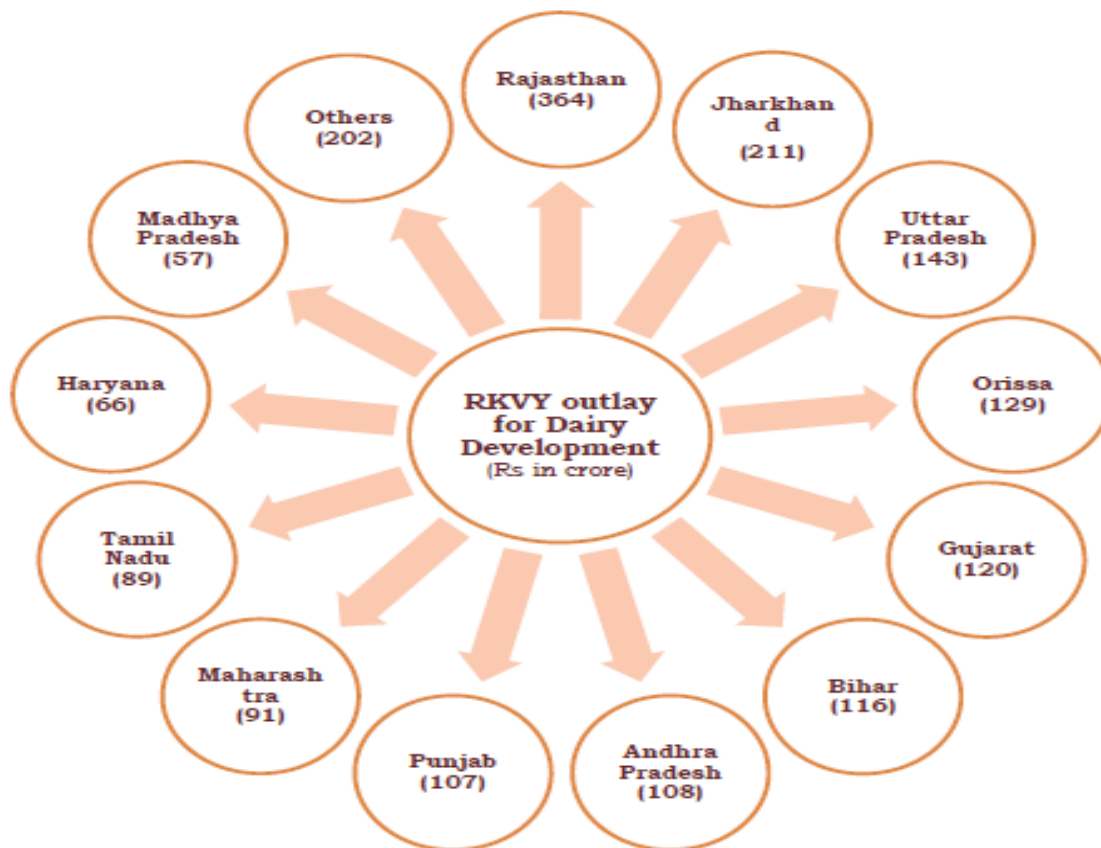 RKVY outlay
for Dairy
Development
(Rs in crore)
Rajasthan
(364)
Jharkhan
d
(211)
Uttar
Pradesh
(143)
Orissa
(129)
Gujarat
(120)
Bihar
(116)
Andhra
Pradesh
(108)
Punjab
(107)
Maharash
tra
(91)
Tamil
Nadu
(89)
Haryana
(66)
Madhya
Pradesh
(57)
Others
(202)